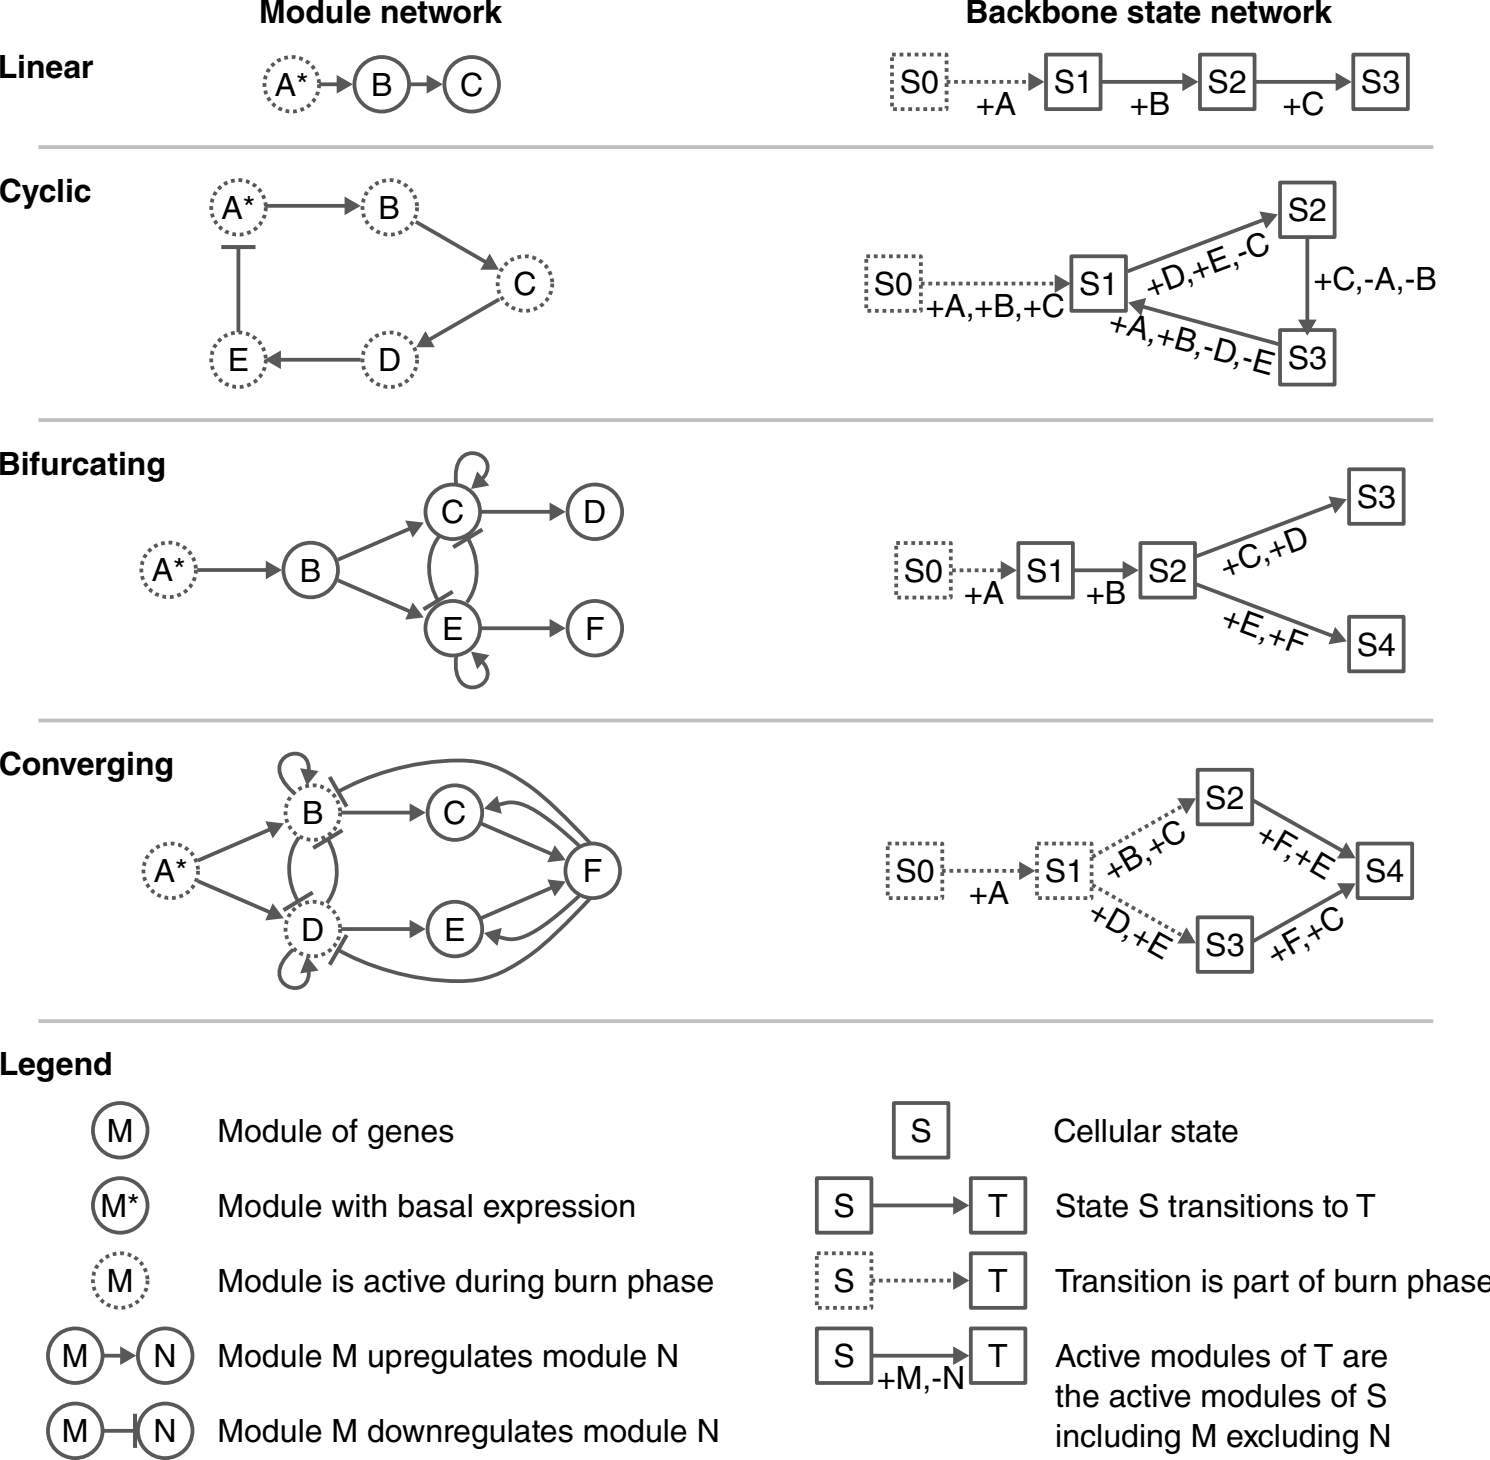 Module network
Backbone state network
Linear
A* B C
S0 S1 S2 S3
+A +B +C
Cyclic
A* B
C
E D
S2
S0 S1
S3
+A,+B,+C
+D,+E,-C
+C,-A,-B
+A,+B,-D,-E
Bifurcating
C D
A* B
E F
S3
S0 S1 S2
S4
+A +B
+C,+D
+E,+F
Converging
B C
A* F
D E
S2
S0 S1 S4
S3
+A
+B,+C
+D,+E
+F,+E
+F,+C
Legend
M Module of genes
M* Module with basal expression
M Module is active during burn phase
M N Module M upregulates module N
M N Module M downregulates module N
S Cellular state
S T State S transitions to T
S T Transition is part of burn phase
S T Active modules of T are
+M,-N the active modules of S
including M excluding N